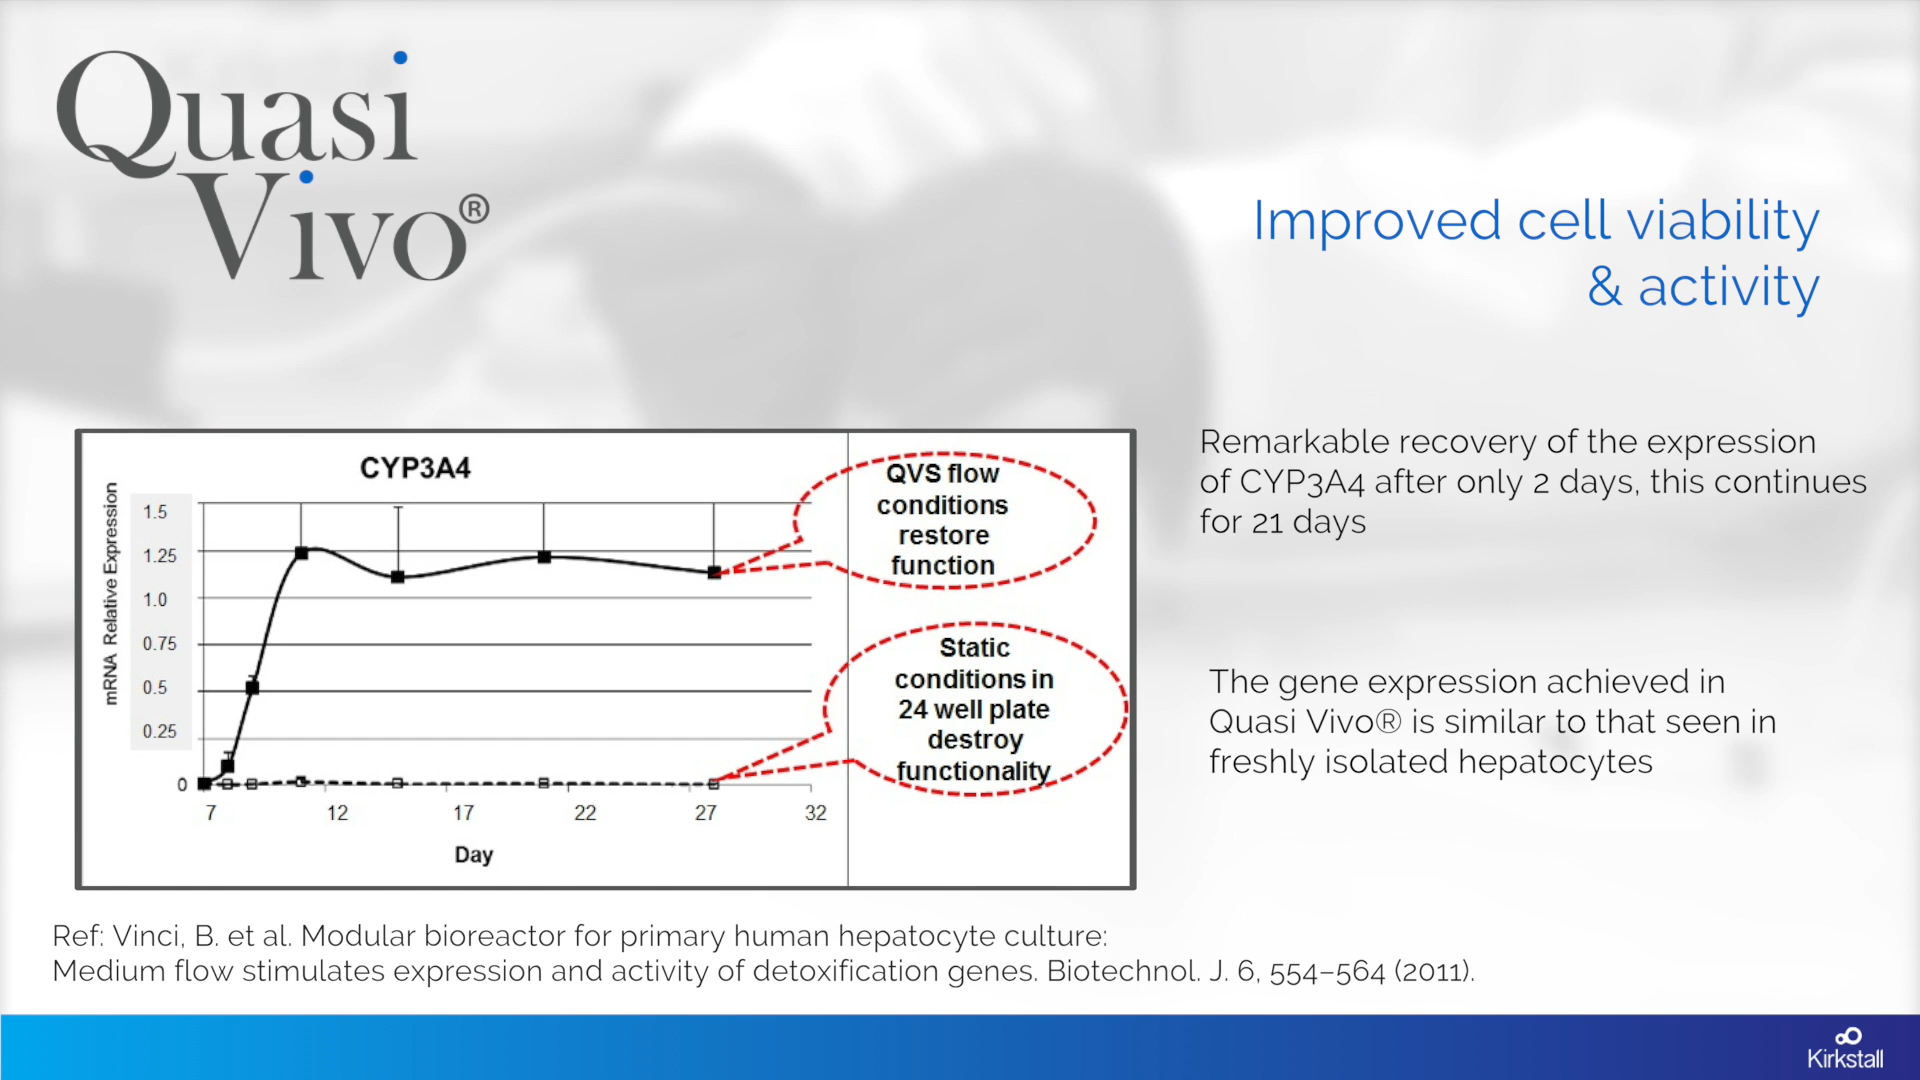 Quasi
Vivo®
Improved cell viability
& activity
CYP3A4
mRNA Relative Expression
1.5
1.25
1.0
0.75
0.5
0.25
0
7 12 17 22 27 32
Day
QVS flow
conditions
restore
function
Static
conditions in
24 well plate
destroy
functionality
Remarkable recovery of the expression
of CYP3A4 after only 2 days, this continues
for 21 days
The gene expression achieved in
Quasi Vivo® is similar to that seen in
freshly isolated hepatocytes
Ref: Vinci, B. et al. Modular bioreactor for primary human hepatocyte culture:
Medium flow stimulates expression and activity of detoxification genes. Biotechnol. J. 6, 554–564 (2011).
Kirkstall